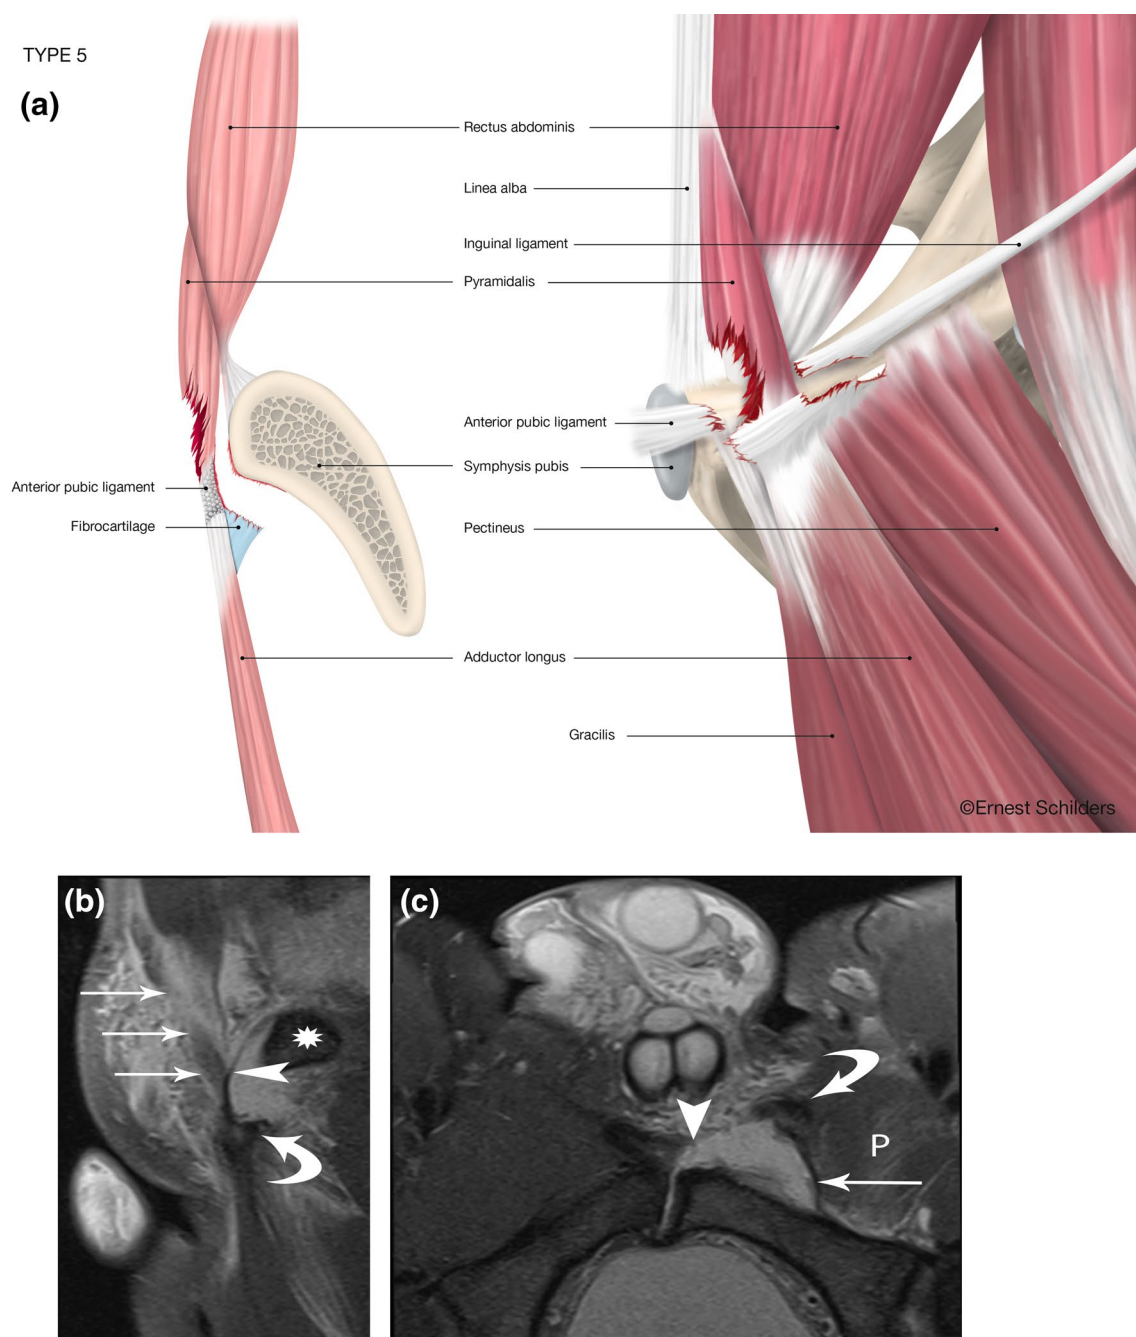 TYPE 5
(a)
Rectus abdominis
Linea alba
Inguinal ligament
Pyramidalis
Anterior pubic ligament
Symphysis pubis
Anterior pubic ligament
Fibrocartilage
Pectineus
Adductor longus
Gracilis
©Ernest Schilders
(b)
(c)
P